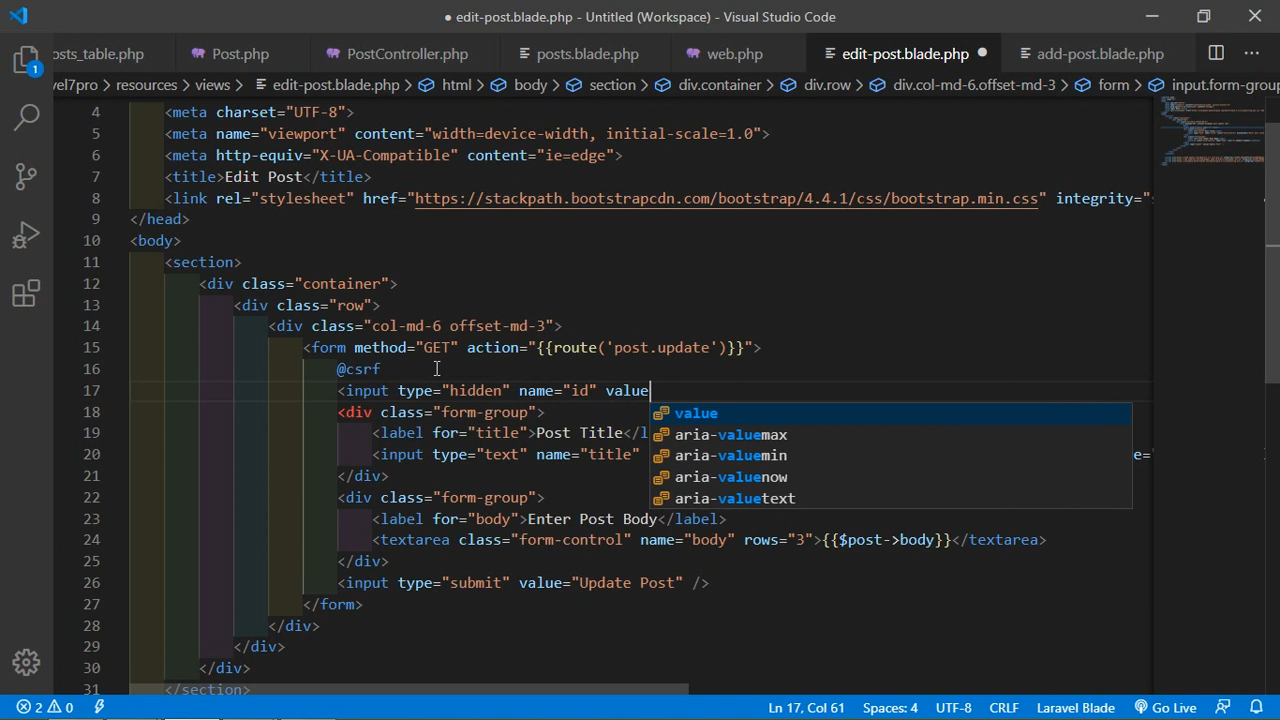 ● edit-post.blade.php - Untitled (Workspace) - Visual Studio Code
osts_table.php Post.php PostController.php posts.blade.php web.php edit-post.blade.php add-post.blade.php
vel7pro > resources > views > edit-post.blade.php > html > body > section > div.container > div.row > div.col-md-6.offset-md-3 > form > input.form-group
1
4 <meta charset="UTF-8">
5 <meta name="viewport" content="width=device-width, initial-scale=1.0">
6 <meta http-equiv="X-UA-Compatible" content="ie=edge">
7 <title>Edit Post</title>
8 <link rel="stylesheet" href="https://stackpath.bootstrapcdn.com/bootstrap/4.4.1/css/bootstrap.min.css" integrity="
9 </head>
10 <body>
11 <section>
12 <div class="container">
13 <div class="row">
14 <div class="col-md-6 offset-md-3">
15 <form method="GET" action="{{route('post.update')}}">
16 @csrf
17 <input type="hidden" name="id" value
18 <div class="form-group">
value
19 <label for="title">Post Title</l
aria-valuemax
20 <input type="text" name="title"
aria-valuemin
e="
21 </div>
aria-valuenow
22 <div class="form-group">
aria-valuetext
23 <label for="body">Enter Post Body</label>
24 <textarea class="form-control" name="body" rows="3">{{$post->body}}</textarea>
25 </div>
26 <input type="submit" value="Update Post" />
27 </form>
28 </div>
29 </div>
30 </div>
31 </section>
2 0 Ln 17, Col 61 Spaces: 4 UTF-8 CRLF Laravel Blade Go Live